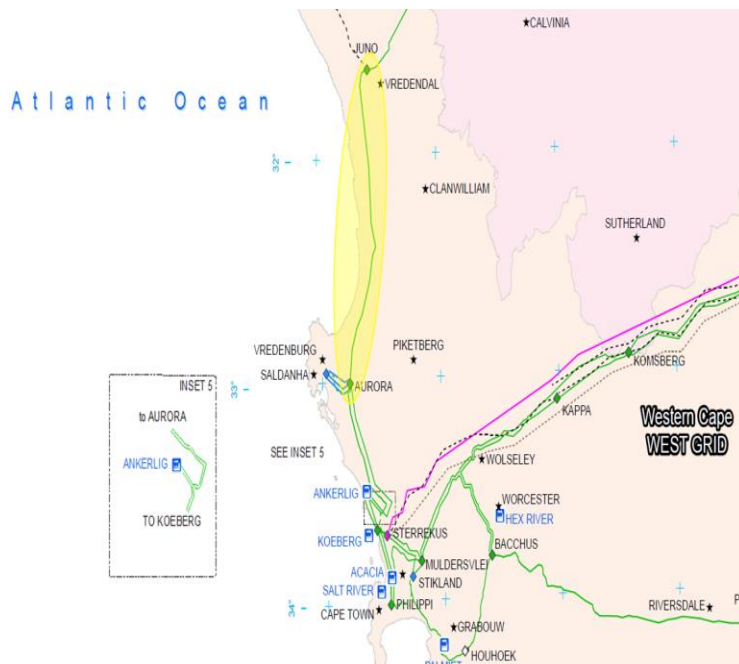 CALVINIA
JUNO
VREDENDAL
Atlantic Ocean
32°
CLANWILLIAM
SUTHERLAND
VREDENBURG
PIKETBERG
KOMSBERG
SALDANHA
33°
AURORA
INSET 5
to AURORA
KAPPA
Western Cape
WEST GRID
SEE INSET 5
ANKERLIG
WOLSELEY
ANKERLIG
WORCESTER
HEX RIVER
TO KOEBERG
STERREKUS
KOEBERG
BACCHUS
MULDERSVLEI
ACACIA
STIKLAND
SALT RIVER
PHILIPPI
34°
CAPE TOWN
RIVERSDALE
P
GRABOUW
HOUHOEK